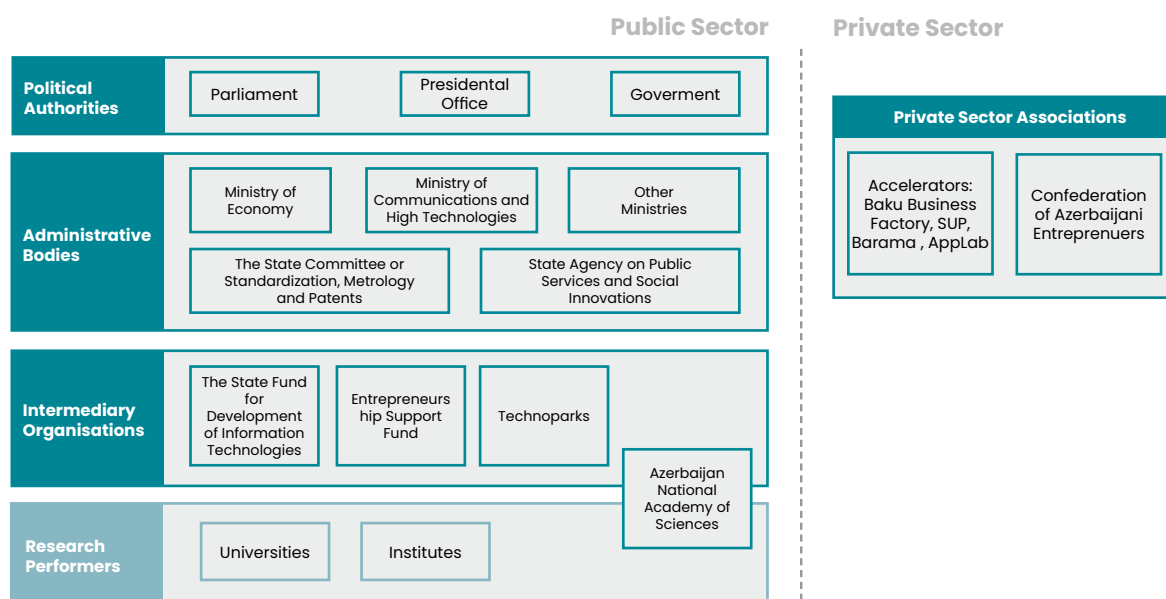 Public Sector
Private Sector
Political
Authorities
Parliament
Presidental
Office
Goverment
Private Sector Associations
Accelerators:
Baku Business
Factory, SUP,
Barama , AppLab
Confederation
of Azerbaijani
Entreprenuers
Administrative
Bodies
Ministry of
Economy
Ministry of
Communications and
High Technologies
Other
Ministries
The State Committee or
Standardization, Metrology
and Patents
State Agency on Public
Services and Social
Innovations
Intermediary
Organisations
The State Fund
for
Development
of Information
Technologies
Entrepreneurs
hip Support
Fund
Technoparks
Azerbaijan
National
Academy of
Sciences
Research
Performers
Universities
Institutes